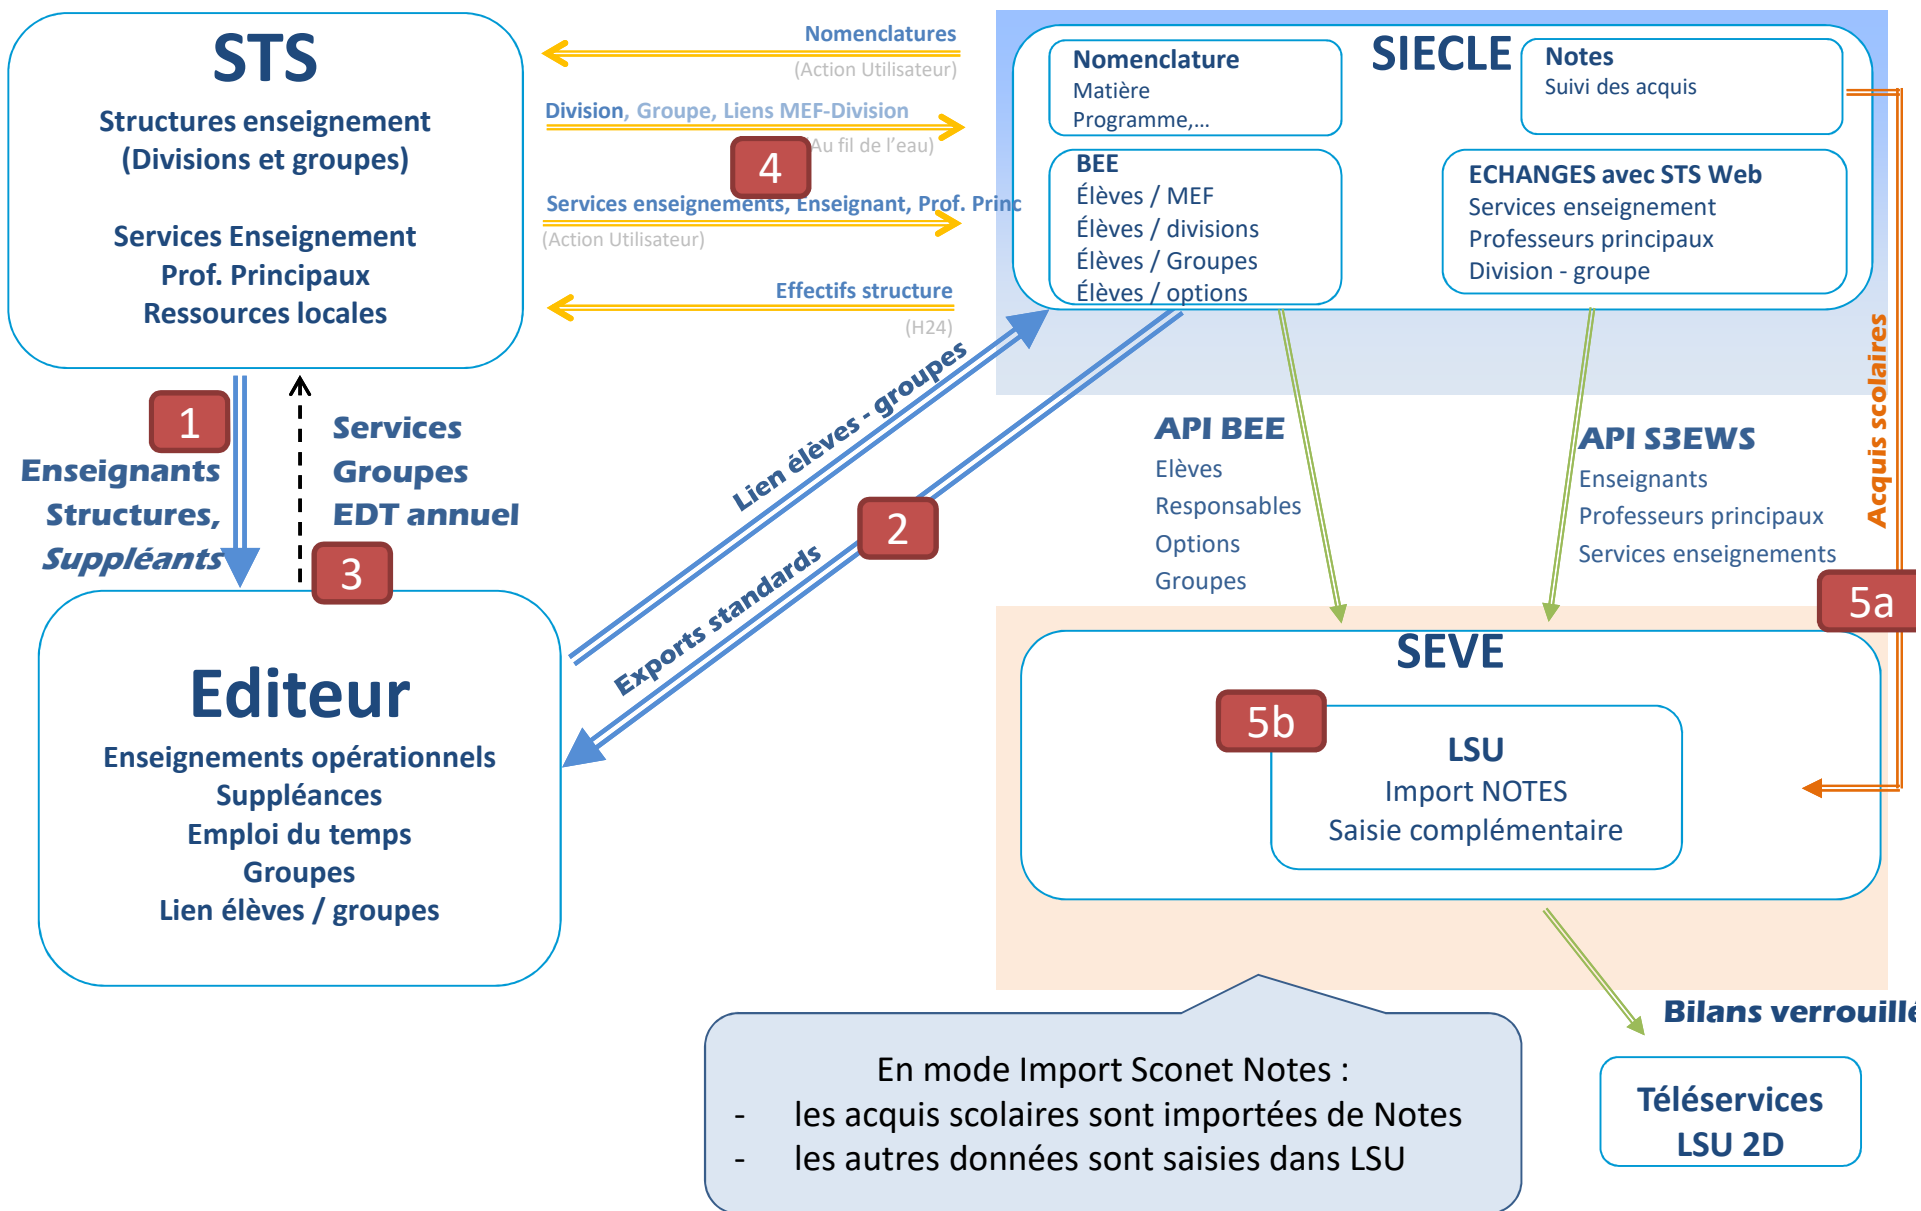 STS
Structures enseignement
(Divisions et groupes)
Services Enseignement
Prof. Principaux
Ressources locales
Nomenclatures
(Action Utilisateur)
Division, Groupe, Liens MEF-Division
(Au fil de l'eau)
4
Services enseignements, Enseignant, Prof. Princ
(Action Utilisateur)
Effectifs structure
(H24)
SIECLE
Nomenclature
Matière
Programme,...
Notes
Suivi des acquis
BEE
Élèves / MEF
Élèves / divisions
Élèves / Groupes
Élèves / options
ECHANGES avec STS Web
Services enseignement
Professeurs principaux
Division - groupe
1
Enseignants
Structures,
Suppléants
Services
Groupes
EDT annuel
3
Lien élèves - groupes
2
Exports standards
API BEE
Elèves
Responsables
Options
Groupes
API S3EWS
Enseignants
Professeurs principaux
Services enseignements
Acquis scolaires
5a
Editeur
Enseignements opérationnels
Suppléances
Emploi du temps
Groupes
Lien élèves / groupes
SEVE
5b
LSU
Import NOTES
Saisie complémentaire
Bilans verrouillé
En mode Import Sconet Notes :
- les acquis scolaires sont importées de Notes
- les autres données sont saisies dans LSU
Téléservices
LSU 2D